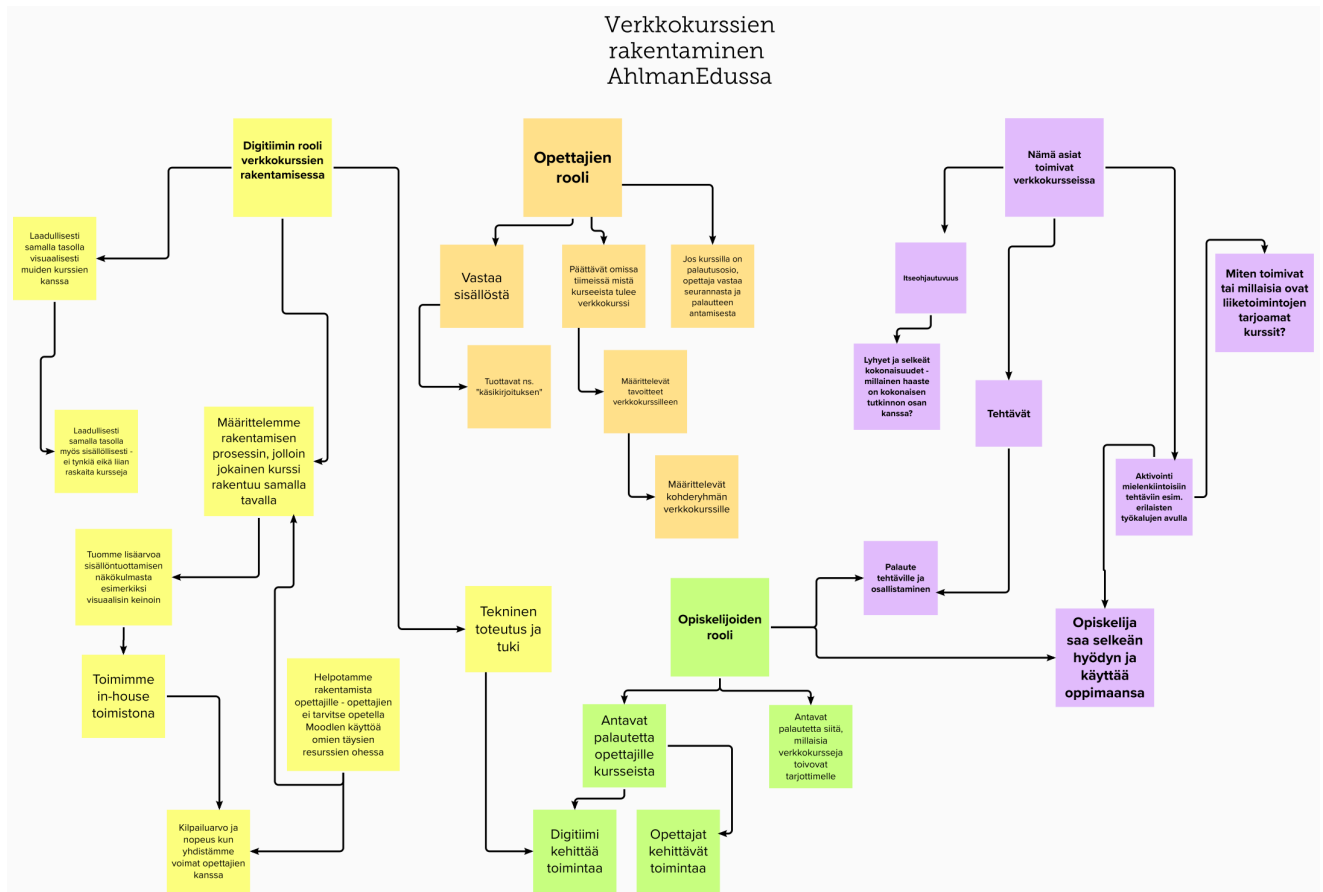 Verkkokurssien
rakentaminen
AhlmanEdussa
Digitiimin rooli
verkkokurssien
rakentamisessa
Laadullisesti
samalla tasolla
visuaalisesti
muiden kurssien
kanssa
Laadullisesti
samalla tasolla
myös sisällöllisesti -
ei tynkiä eikä liian
raskaita kursseja
Määrittelemme
rakentamisen
prosessin, jolloin
jokainen kurssi
rakentuu samalla
tavalla
Tuomme lisäarvoa
sisällöntuottamisen
näkökulmasta
esimerkiksi
visuaalisin keinoin
Toimimme
in-house
toimistona
Helpotamme
rakentamista
opettajille - opettajien
ei tarvitse opetella
Moodlen käyttöä
omien täysien
resurssien ohessa
Kilpailuarvo ja
nopeus kun
yhdistämme
voimat opettajien
kanssa
Tekninen
toteutus ja
tuki
Opettajien
rooli
Vastaa
sisällöstä
Tuottavat ns.
"käsikirjoituksen"
Päättävät omissa
tiimeissä mistä
kurseeista tulee
verkkokurssi
Määrittelevät
tavoitteet
verkkokurssilleen
Määrittelevät
kohderyhmän
verkkokurssille
Jos kurssilla on
palautusosio,
opettaja vastaa
seurannasta ja
palautteen
antamisesta
Opiskelijoiden
rooli
Antavat
palautetta
opettajille
kursseista
Antavat
palautetta siitä,
millaisia
verkkokursseja
toivovat
tarjottimelle
Digitiimi
kehittää
toimintaa
Opettajat
kehittävät
toimintaa
Nämä asiat
toimivat
verkkokursseissa
Itseohjautuvuus
Lyhyet ja selkeät
kokonaisuudet -
millainen haaste
on kokonaisen
tutkinnon osan
kanssa?
Tehtävät
Palaute
tehtäville ja
osallistaminen
Aktivointi
mielenkiintoisiin
tehtäviin esim.
erilaisten
työkalujen avulla
Miten toimivat
tai millaisia ovat
liiketoimintojen
tarjoamat
kurssit?
Opiskelija
saa selkeän
hyödyn ja
käyttää
oppimaansa